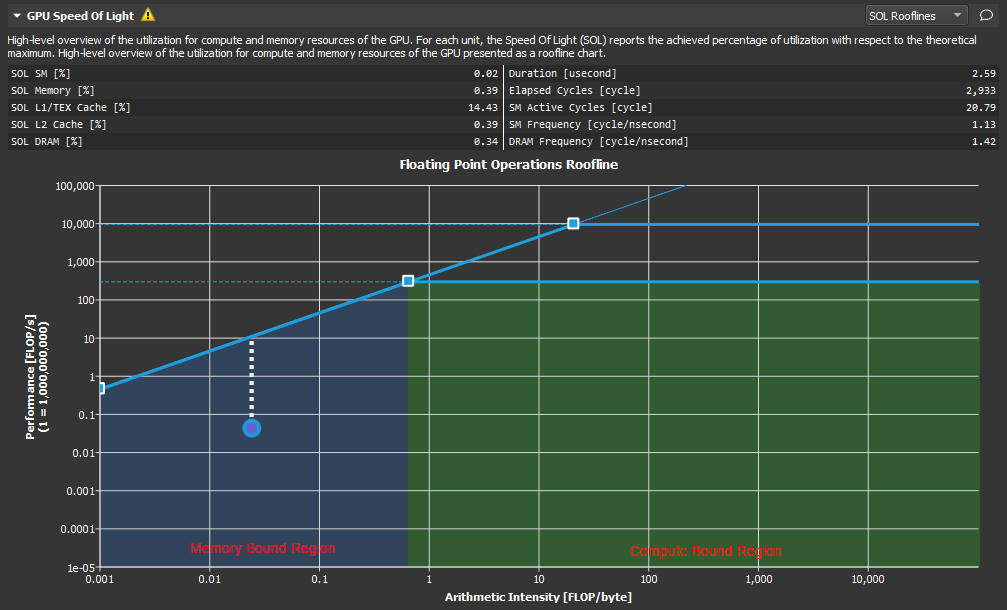 GPU Speed Of Light
SOL Rooflines
High-level overview of the utilization for compute and memory resources of the GPU. For each unit, the Speed Of Light (SOL) reports the achieved percentage of utilization with respect to the theoretical
maximum. High-level overview of the utilization for compute and memory resources of the GPU presented as a roofline chart.
SOL SM [%] 0.02 Duration [usecond] 2.59
SOL Memory [%] 0.39 Elapsed Cycles [cycle] 2,933
SOL L1/TEX Cache [%] 14.43 SM Active Cycles [cycle] 20.79
SOL L2 Cache [%] 0.39 SM Frequency [cycle/nsecond] 1.13
SOL DRAM [%] 0.34 DRAM Frequency [cycle/nsecond] 1.42
Floating Point Operations Roofline
100,000
10,000
1,000
100
10
1
0.1
0.01
0.001
0.0001
1e-05
Performance [FLOP/s]
(1 = 1,000,000,000)
Memory Bound Region
Compute Bound Region
0.001 0.01 0.1 1 10 100 1,000 10,000
Arithmetic Intensity [FLOP/byte]